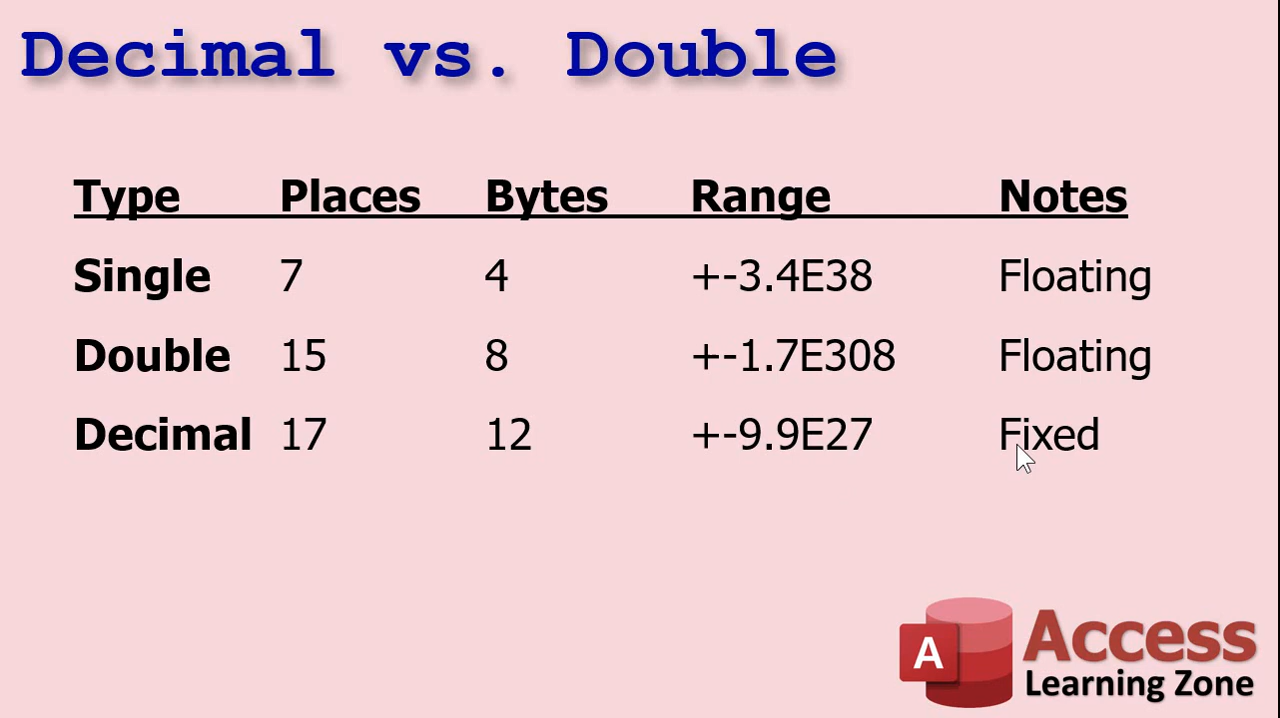 Decimal vs. Double
Type Places Bytes Range Notes
Single 7 4 +-3.4E38 Floating
Double 15 8 +-1.7E308 Floating
Decimal 17 12 +-9.9E27 Fixed
A Access
Learning Zone